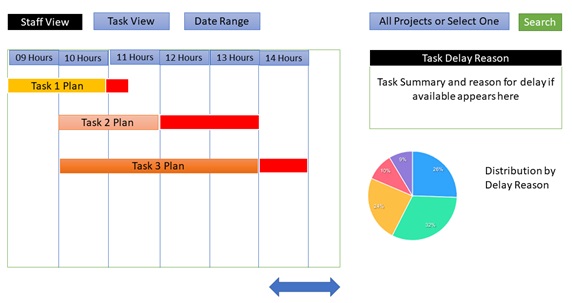 Staff View
Task View
Date Range
All Projects or Select One
Search
09 Hours
10 Hours
11 Hours
12 Hours
13 Hours
14 Hours
Task Delay Reason
Task 1 Plan
Task Summary and reason for delay if
available appears here
Task 2 Plan
Task 3 Plan
10%
26%
32%
Distribution by
Delay Reason